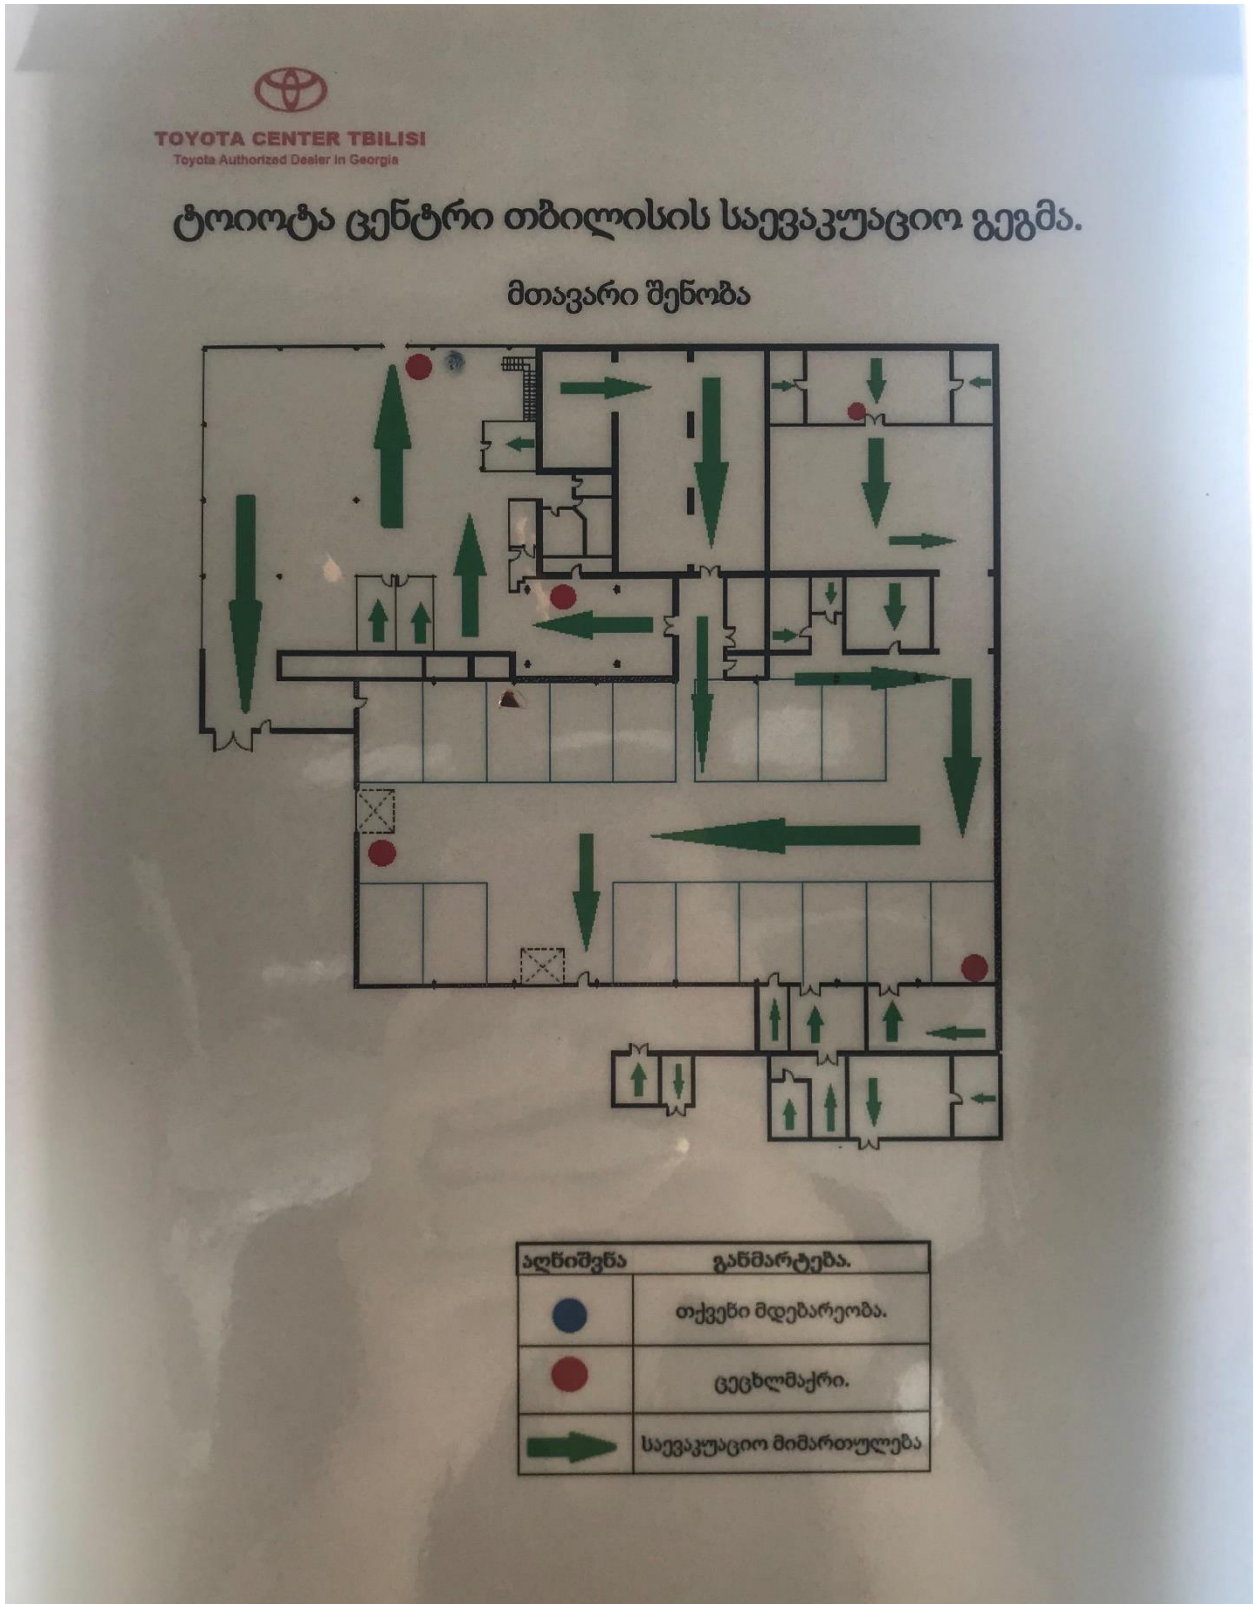 TOYOTA CENTER TBILISI
Toyota Authorized Dealer in Georgia
ტოიოტა ცენტრი თბილისის საევაკუაციო გეგმა.
მთავარი შენობა
აღნიშვნა განმარტება.
თქვენი მდებარეობა.
ცეცხლმაქრი.
საევაკუაციო მიმართულება